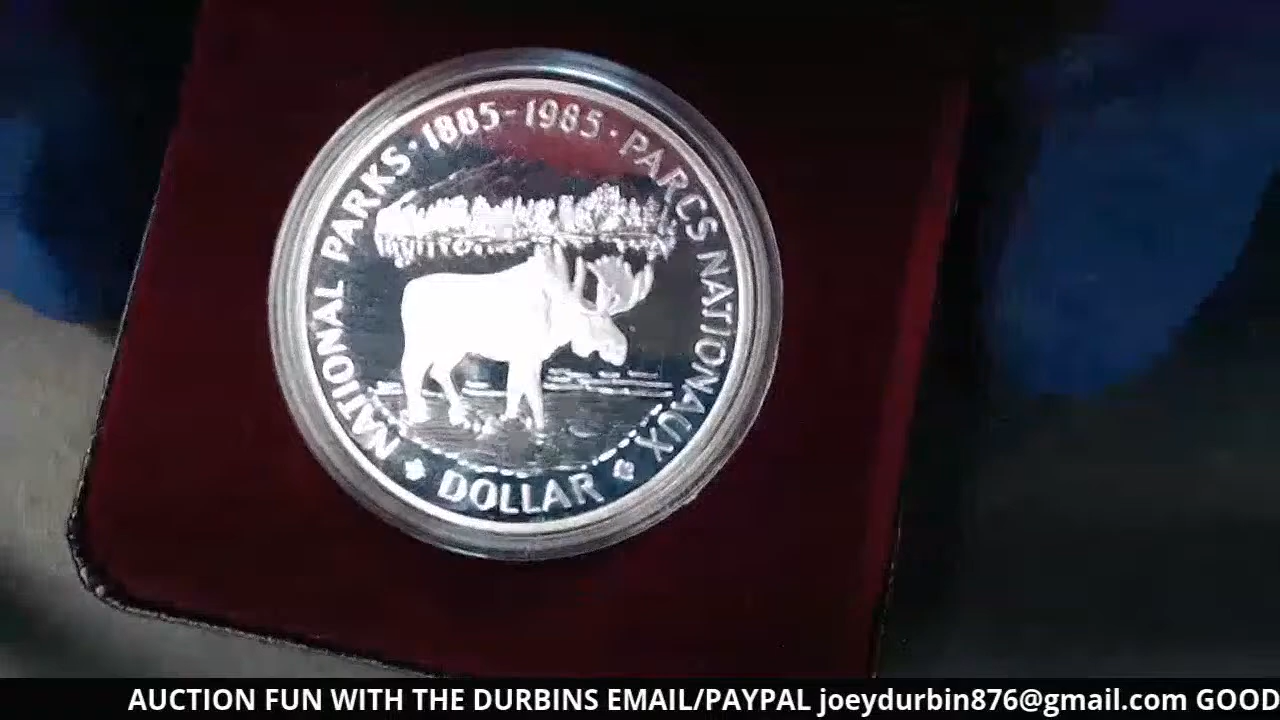 NATIONAL PARKS · 1885-1985 · PARCS NATIONAUX
DOLLAR
AUCTION FUN WITH THE DURBINS EMAIL/PAYPAL joeydurbin876@gmail.com GOOD